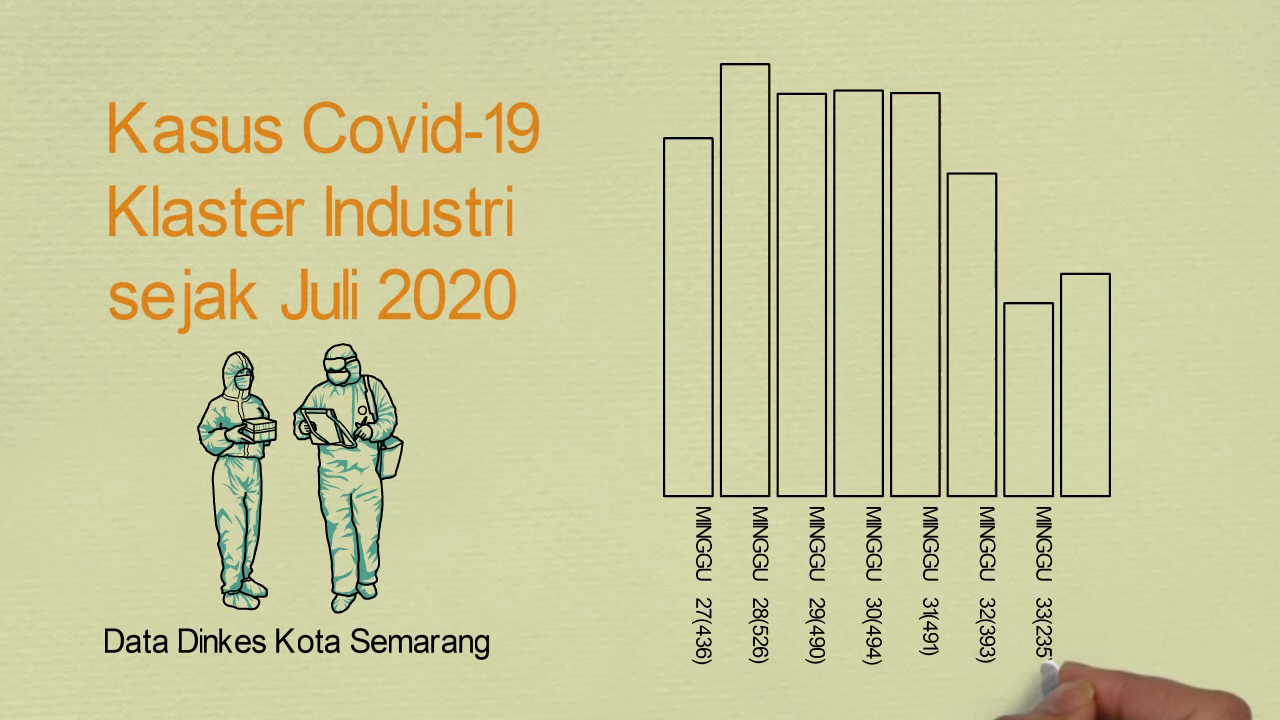 Kasus Covid-19
Klaster Industri
sejak Juli 2020
Data Dinkes Kota Semarang
MINGGU 27(436)
MINGGU 28(526)
MINGGU 29(490)
MINGGU 30(494)
MINGGU 31(491)
MINGGU 32(393)
MINGGU 33(235)